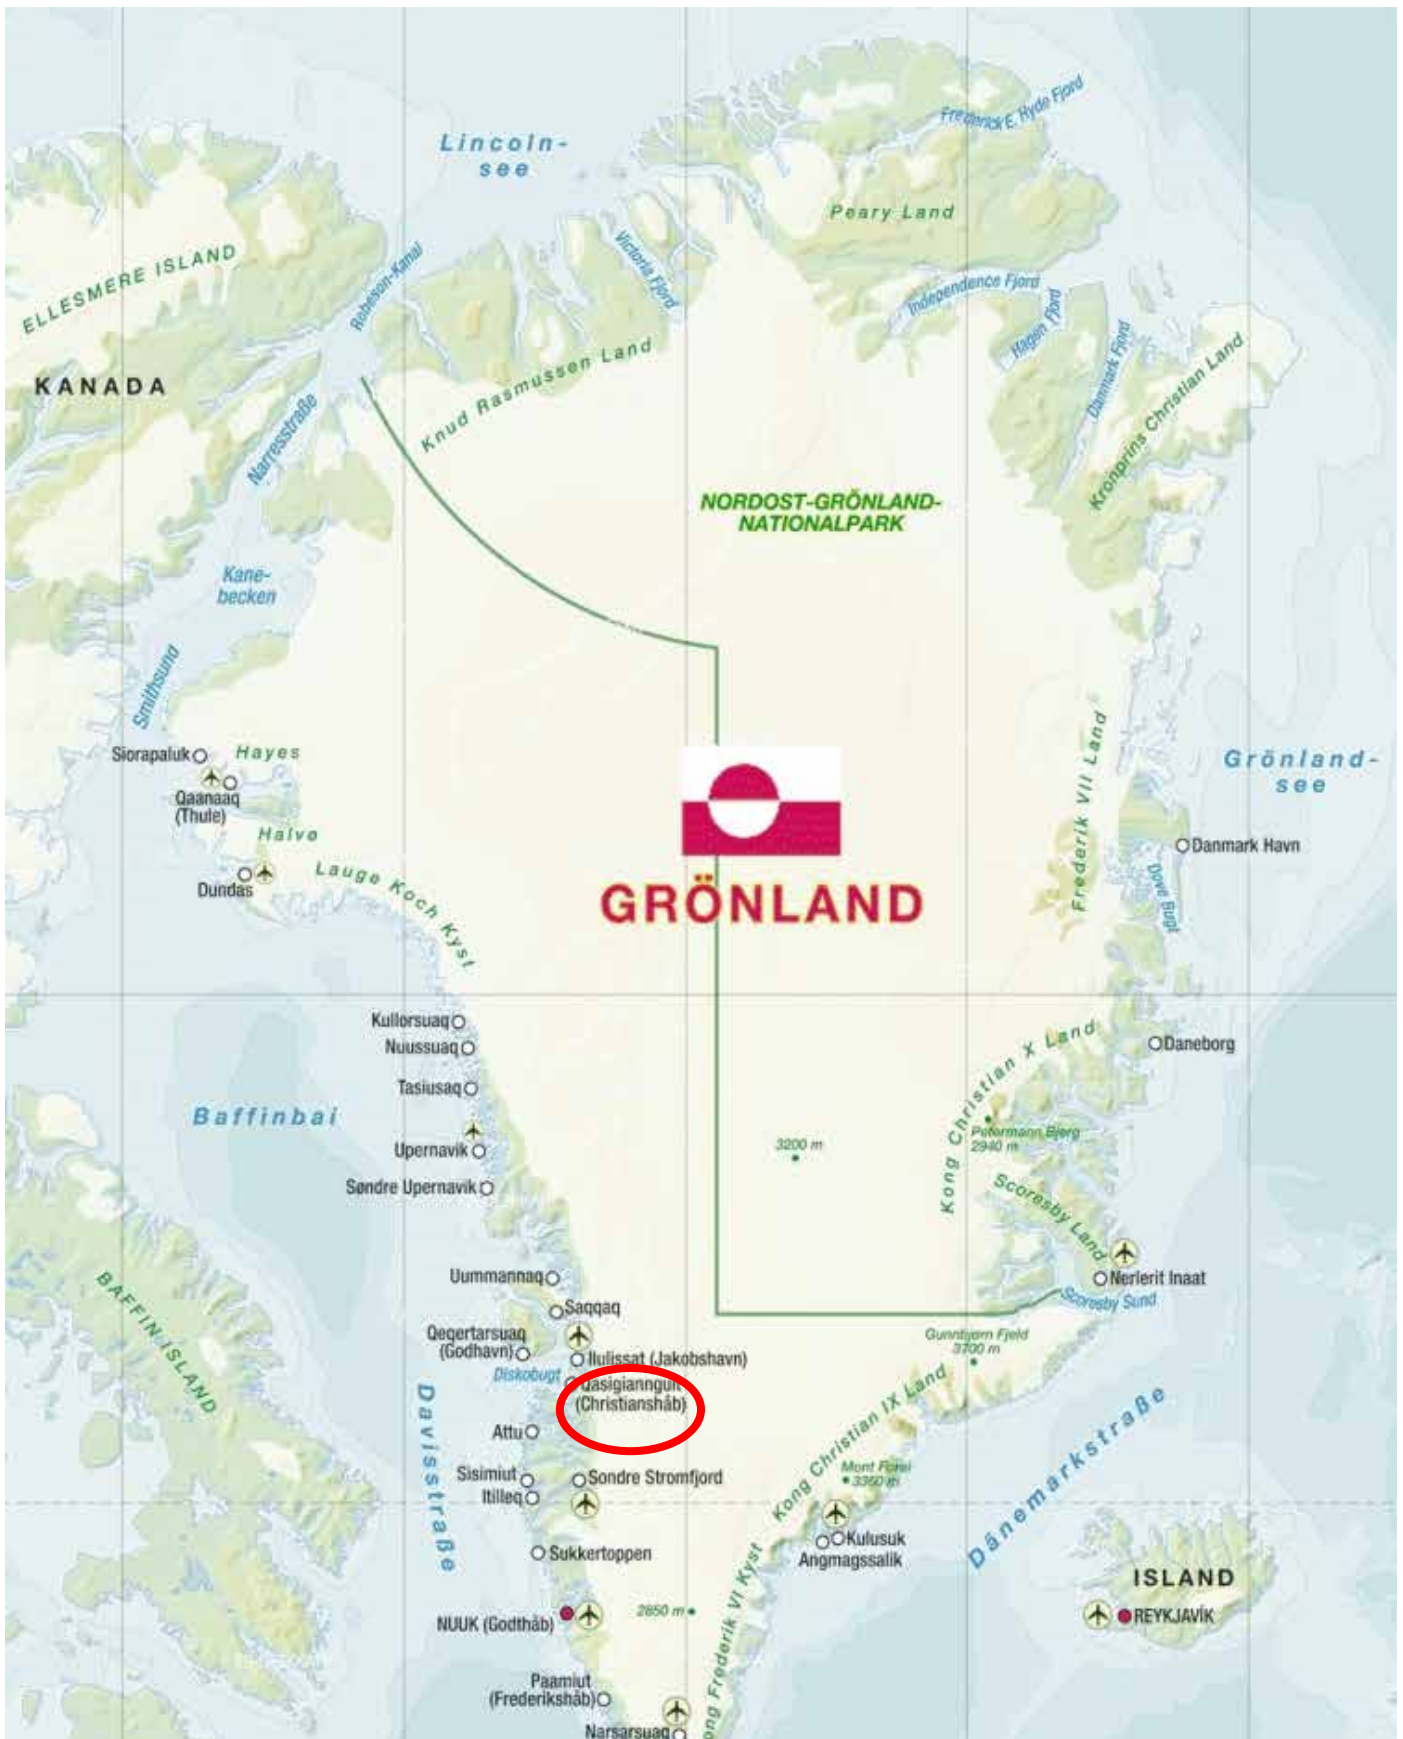 Lincoln-
see
Frederick E. Hyde Fjord
Peary Land
ELLESMERE ISLAND
Robeson-Kanal
Victoria Fjord
Independence Fjord
Hagen Fjord
Danmark Fjord
Kronprins Christian Land
Knud Rasmussen Land
KANADA
Narresstraße
NORDOST-GRÖNLAND-
NATIONALPARK
Kane-
becken
Smithsund
Siorapaluk
Hayes
Qaanaaq
(Thule)
Halvø
Dundas
Lauge Koch Kyst
GRÖNLAND
Frederik VII Land
Grönland-
see
Danmark Havn
Dove Bugt
Kullorsuaq
Nuussuaq
Tasiusaq
Baffinbai
Upernavik
Søndre Upernavik
Kong Christian X Land
Daneborg
Petermann Bjerg
2940 m
3200 m
Scoresby Land
Nerlerit Inaat
Scoresby Sund
BAFFIN ISLAND
Uummannaq
Saqqaq
Qeqertarsuaq
(Godhavn)
Ilulissat (Jakobshavn)
Diskobugt
Qasigiannguit
(Christianshåb)
Gunnbjørn Fjeld
3700 m
Kong Christian IX Land
Davisstraße
Attu
Sisimiut
Itilleq
Sondre Stromfjord
Mont Forel
3360 m
Dänemarkstraße
Sukkertoppen
Kulusuk
Angmagssalik
ISLAND
REYKJAVÍK
NUUK (Godthåb)
2850 m
ong Frederik VI Kyst
Paamiut
(Frederikshåb)
Narsarsuaq